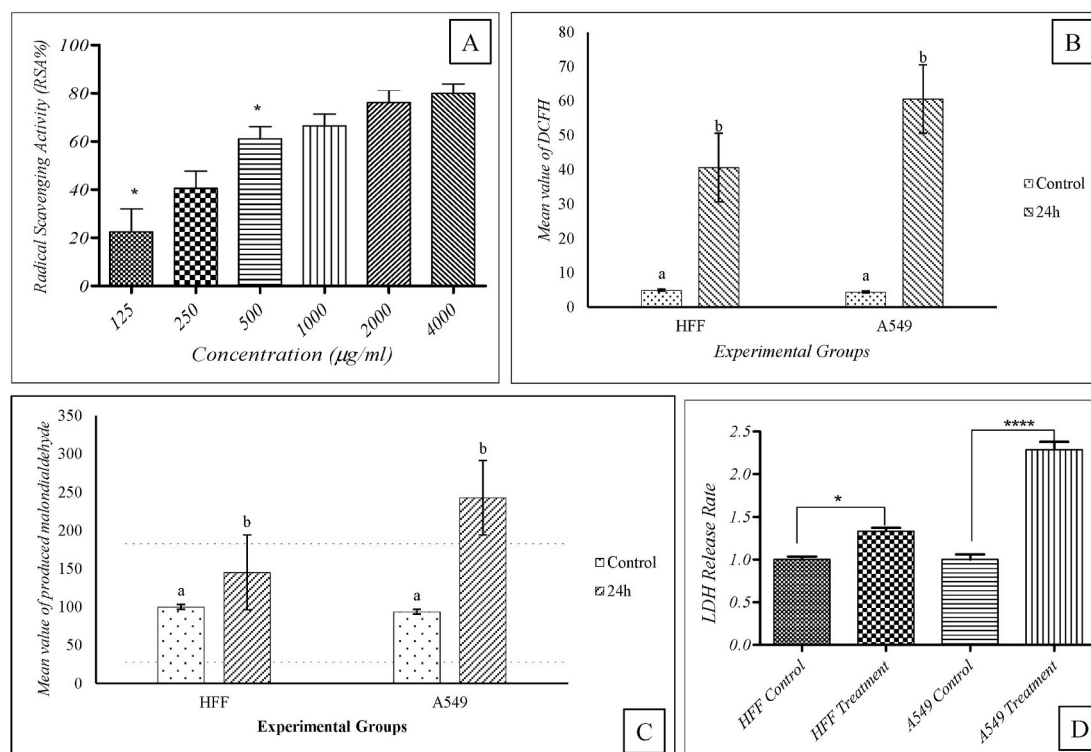 A
Radical Scavenging Activity (RSA%)
100
80
60
40
20
0
*
*
125
250
500
1000
2000
4000
Concentration (µg/ml)
B
Mean value of DCFH
80
70
60
50
40
30
20
10
0
a
b
a
b
HFF
A549
Experimental Groups
Control
24h
C
Mean value of produced malondialdehyde
350
300
250
200
150
100
50
0
a
b
a
b
HFF
A549
Experimental Groups
Control
24h
D
LDH Release Rate
2.5
2.0
1.5
1.0
0.5
0.0
*
****
HFF Control
HFF Treatment
A549 Control
A549 Treatment